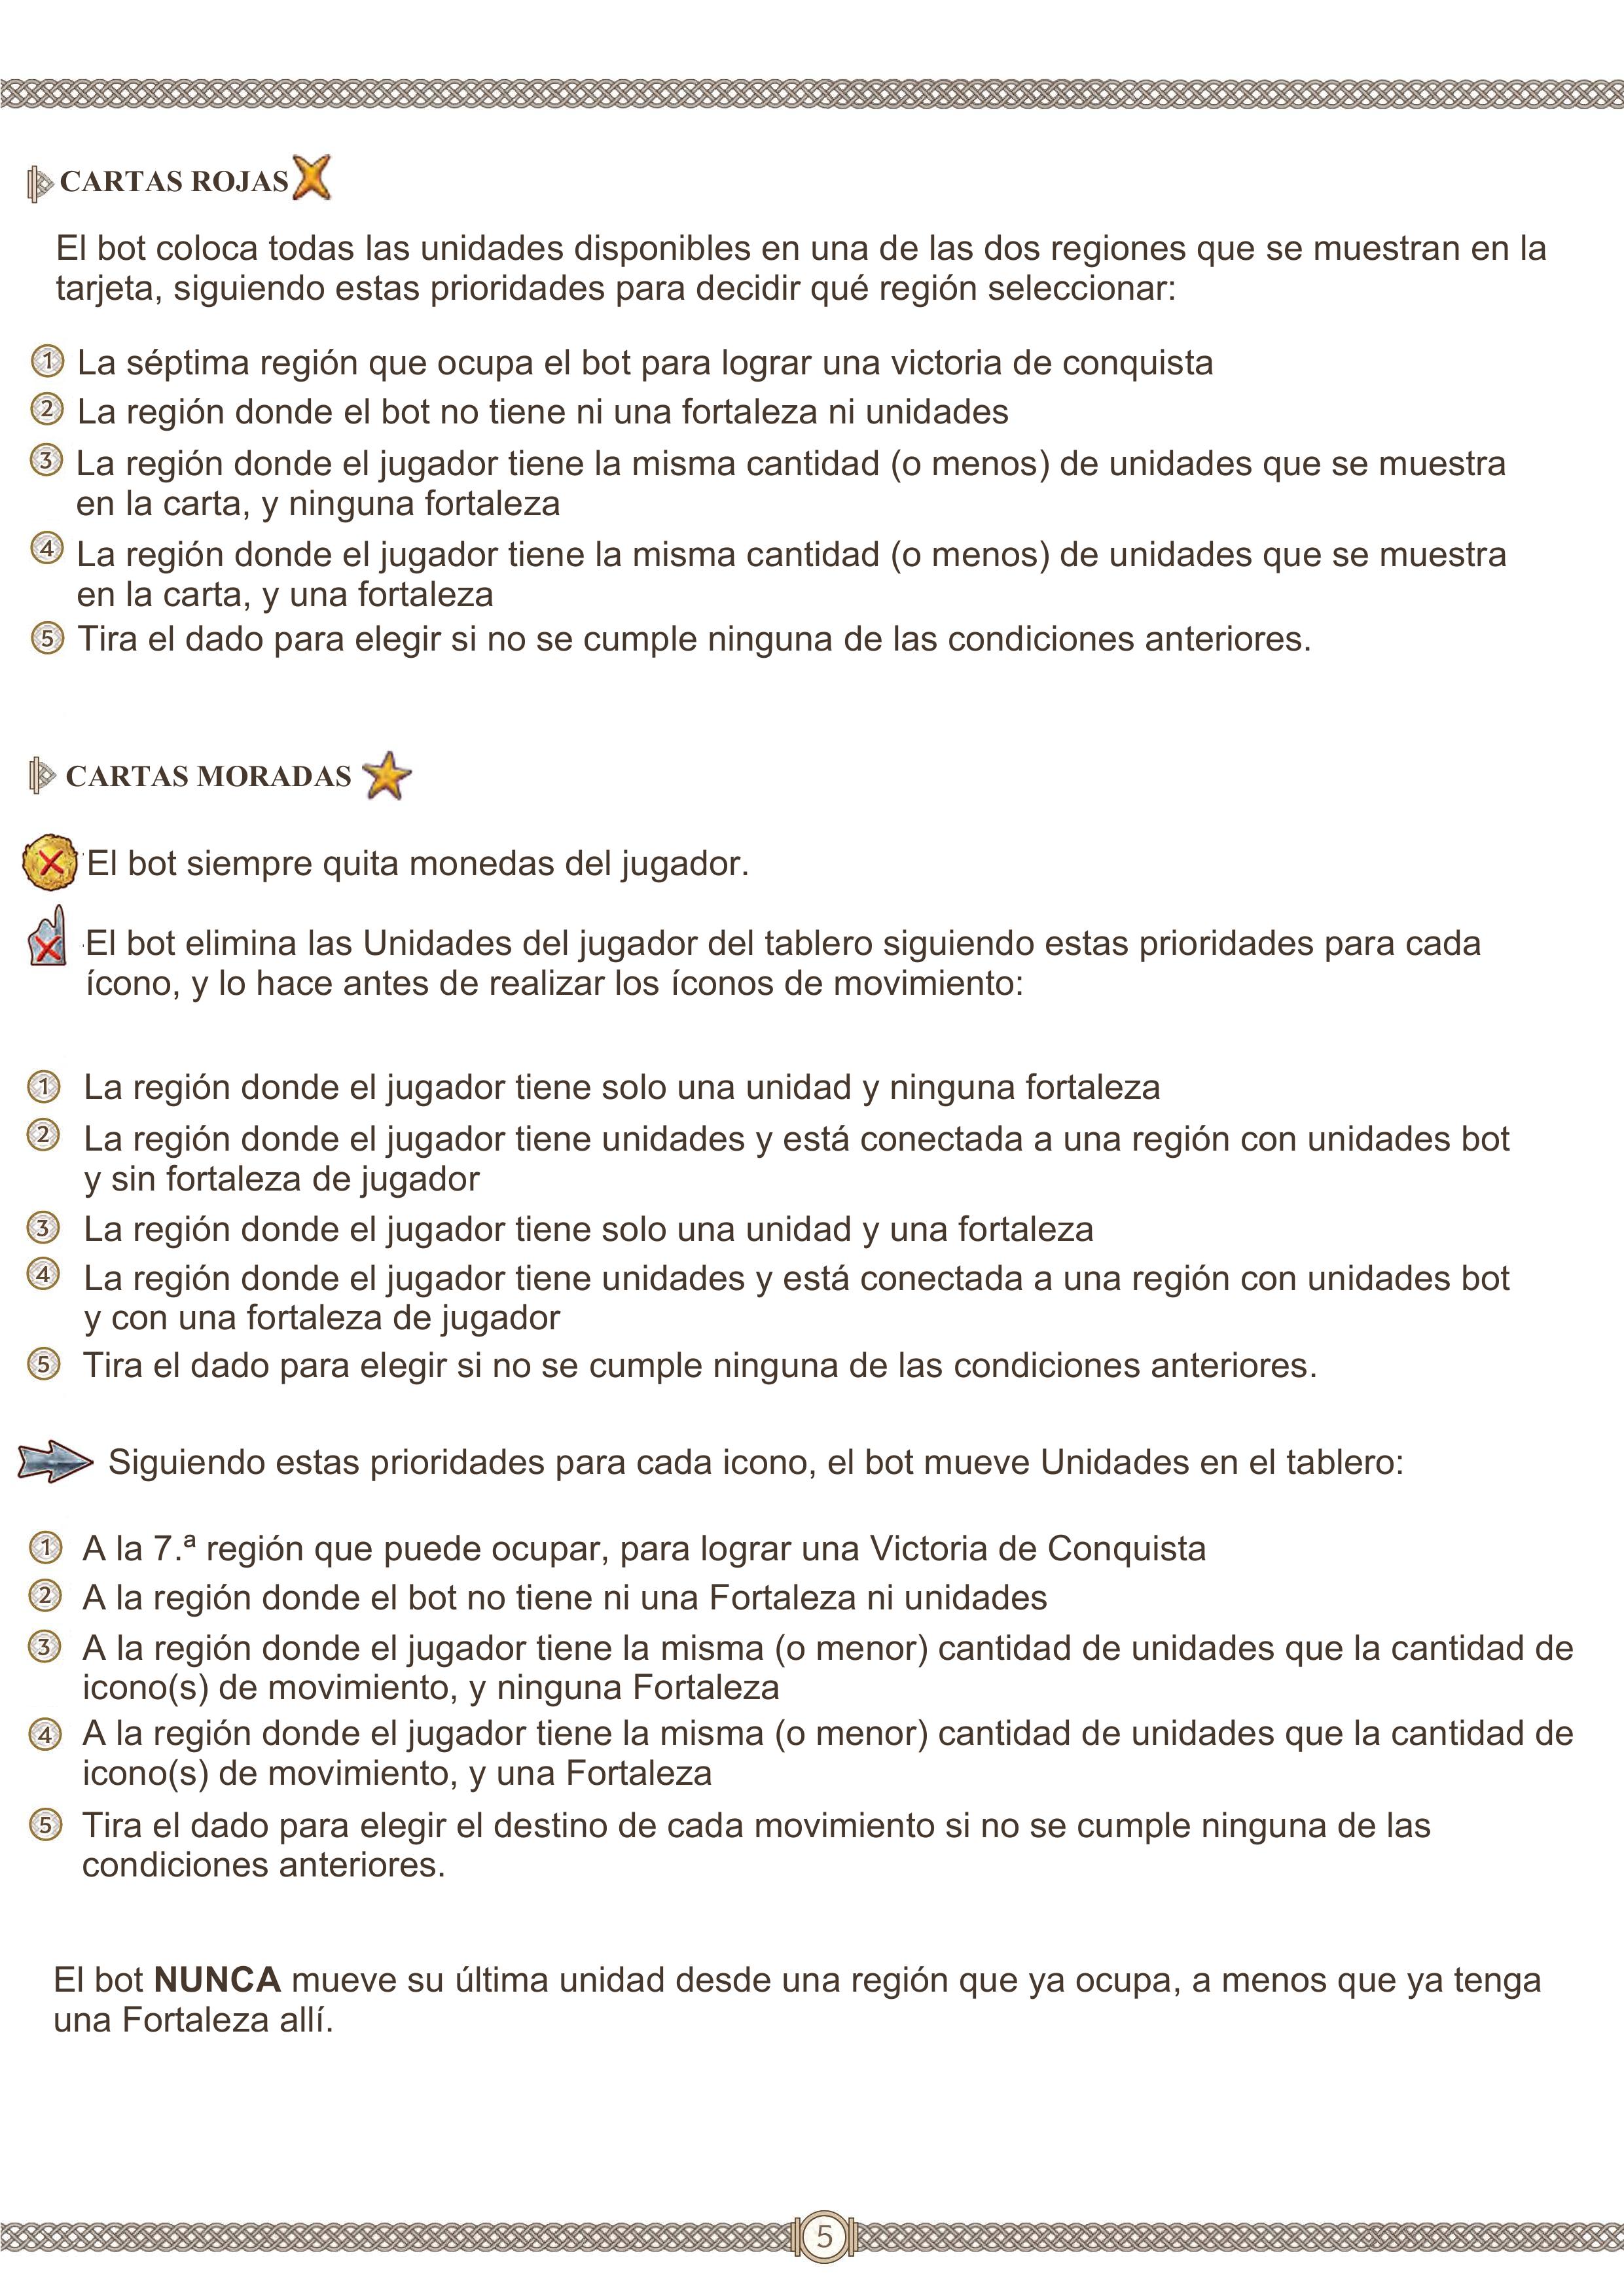 CARTAS ROJAS
El bot coloca todas las unidades disponibles en una de las dos regiones que se muestran en la
tarjeta, siguiendo estas prioridades para decidir qué región seleccionar:
1 La séptima región que ocupa el bot para lograr una victoria de conquista
2 La región donde el bot no tiene ni una fortaleza ni unidades
3 La región donde el jugador tiene la misma cantidad (o menos) de unidades que se muestra
en la carta, y ninguna fortaleza
4 La región donde el jugador tiene la misma cantidad (o menos) de unidades que se muestra
en la carta, y una fortaleza
5 Tira el dado para elegir si no se cumple ninguna de las condiciones anteriores.
CARTAS MORADAS
El bot siempre quita monedas del jugador.
El bot elimina las Unidades del jugador del tablero siguiendo estas prioridades para cada
ícono, y lo hace antes de realizar los íconos de movimiento:
1 La región donde el jugador tiene solo una unidad y ninguna fortaleza
2 La región donde el jugador tiene unidades y está conectada a una región con unidades bot
y sin fortaleza de jugador
3 La región donde el jugador tiene solo una unidad y una fortaleza
4 La región donde el jugador tiene unidades y está conectada a una región con unidades bot
y con una fortaleza de jugador
5 Tira el dado para elegir si no se cumple ninguna de las condiciones anteriores.
Siguiendo estas prioridades para cada icono, el bot mueve Unidades en el tablero:
1 A la 7.ª región que puede ocupar, para lograr una Victoria de Conquista
2 A la región donde el bot no tiene ni una Fortaleza ni unidades
3 A la región donde el jugador tiene la misma (o menor) cantidad de unidades que la cantidad de
icono(s) de movimiento, y ninguna Fortaleza
4 A la región donde el jugador tiene la misma (o menor) cantidad de unidades que la cantidad de
icono(s) de movimiento, y una Fortaleza
5 Tira el dado para elegir el destino de cada movimiento si no se cumple ninguna de las
condiciones anteriores.
El bot NUNCA mueve su última unidad desde una región que ya ocupa, a menos que ya tenga
una Fortaleza allí.
5